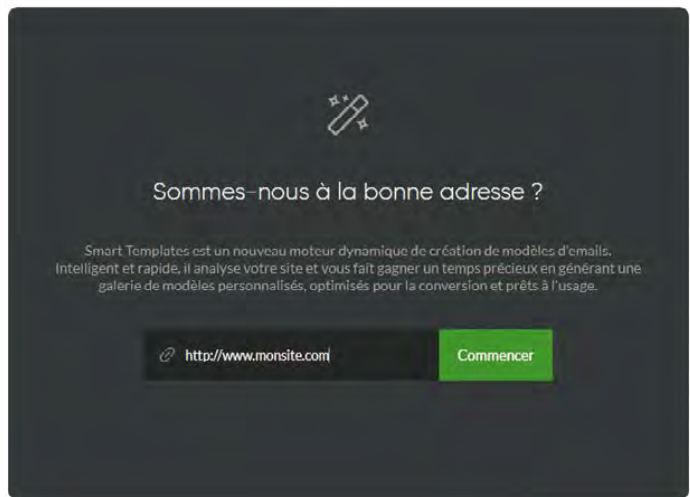 Sommes-nous à la bonne adresse ?
Smart Templates est un nouveau moteur dynamique de création de modèles d'emails.
Intelligent et rapide, il analyse votre site et vous fait gagner un temps précieux en générant une
galerie de modèles personnalisés, optimisés pour la conversion et prêts à l'usage.
http://www.monsite.com
Commencer